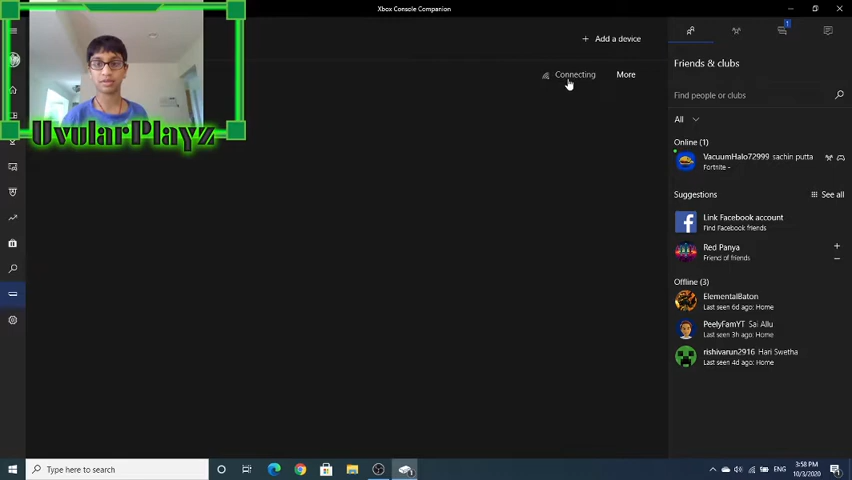 Xbox Console Companion
+ Add a device
1
Friends & clubs
Connecting
More
Find people or clubs
UvularPlayz
All
Online (1)
VacuumHalo72999 sachin putta
Fortnite -
Suggestions
See all
Link Facebook account
Find Facebook friends
Red Panya
Friend of friends
Offline (3)
ElementalBaton
Last seen 6d ago: Home
PeelyFamYT Sai Allu
Last seen 3h ago: Home
rishivarun2916 Hari Swetha
Last seen 4d ago: Home
Type here to search
ENG
3:58 PM
10/3/2020